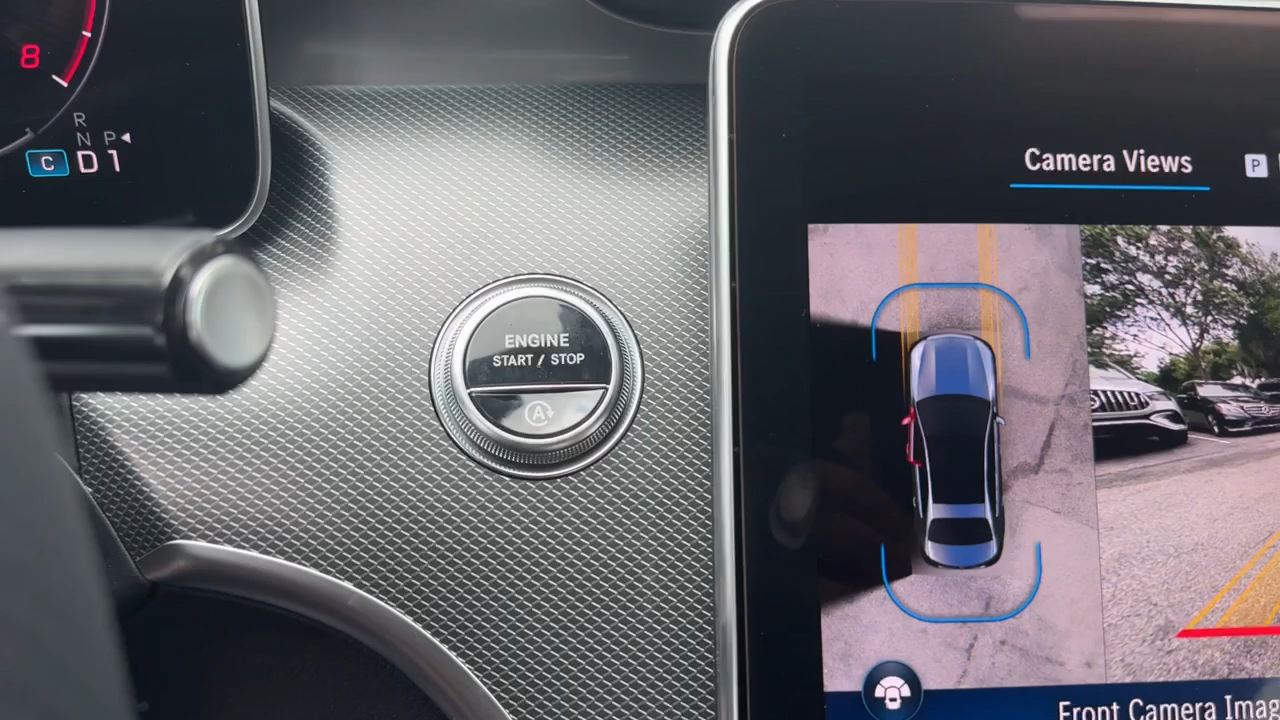 8
R
N P
C D1
ENGINE
START / STOP
A
Camera Views
P
Front Camera Imag